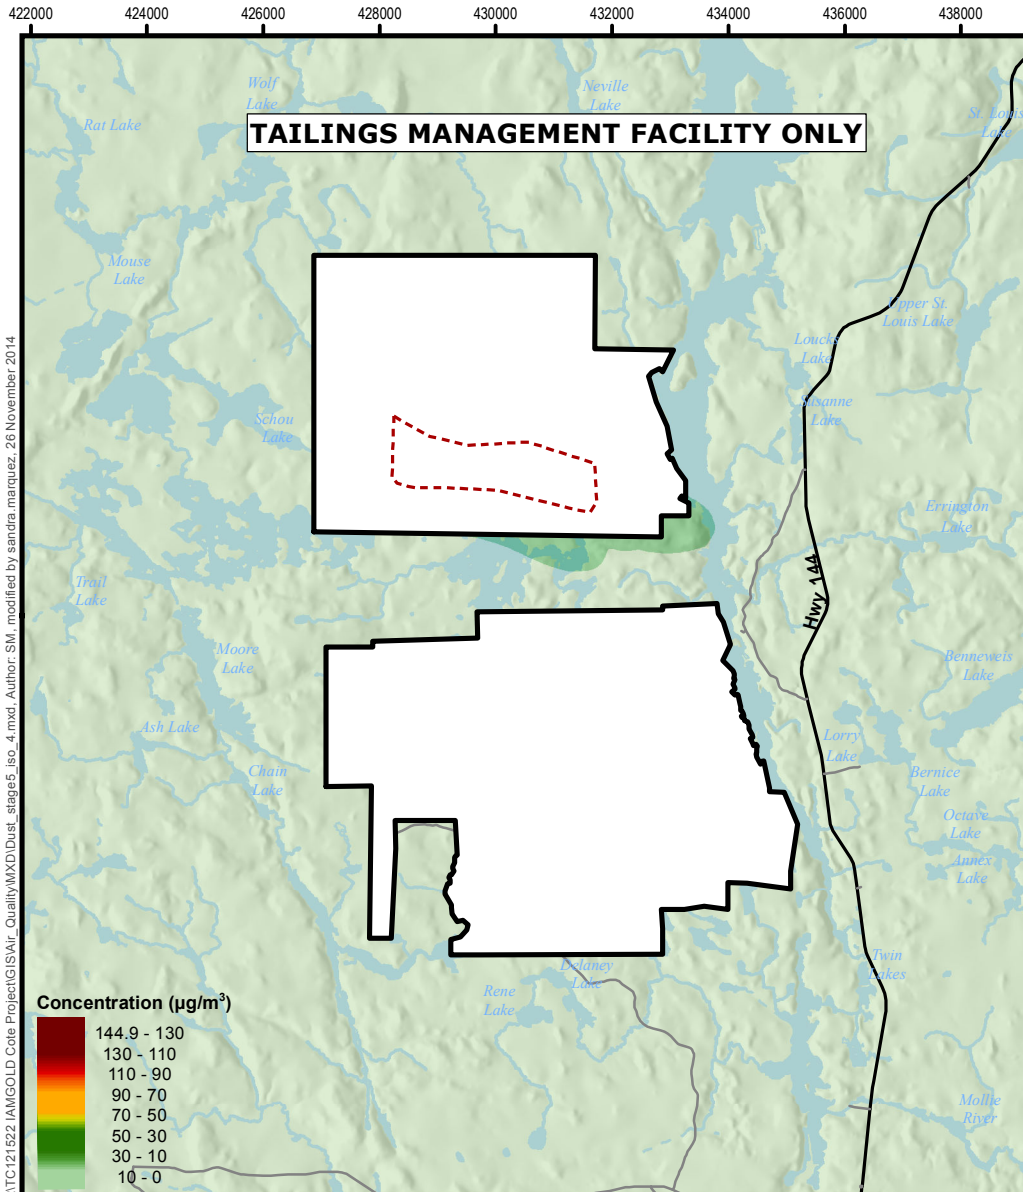 422000 424000 426000 428000 430000 432000 434000 436000 438000
Wolf
Lake
Neville
Lake
Rat Lake
St. Louis
Lake
TAILINGS MANAGEMENT FACILITY ONLY
Mouse
Lake
Upper St.
Louis Lake
Loucks
Lake
Susanne
Lake
Schou
Lake
Errington
Lake
Hwy 144
Trail
Lake
Moore
Lake
Benneweis
Lake
Ash Lake
Lorry
Lake
Chain
Lake
Bernice
Lake
Octave
Lake
Annex
Lake
Twin
Lakes
Delaney
Lake
Rene
Lake
Mollie
River
Concentration (µg/m³)
144.9 - 130
130 - 110
110 - 90
90 - 70
70 - 50
50 - 30
30 - 10
10 - 0
\TC121522 IAMGOLD Cote Project\GIS\Air_Quality\MXD\Dust_stage5_iso_4.mxd, Author: SM, modified by sandra.marquez, 26 November 2014